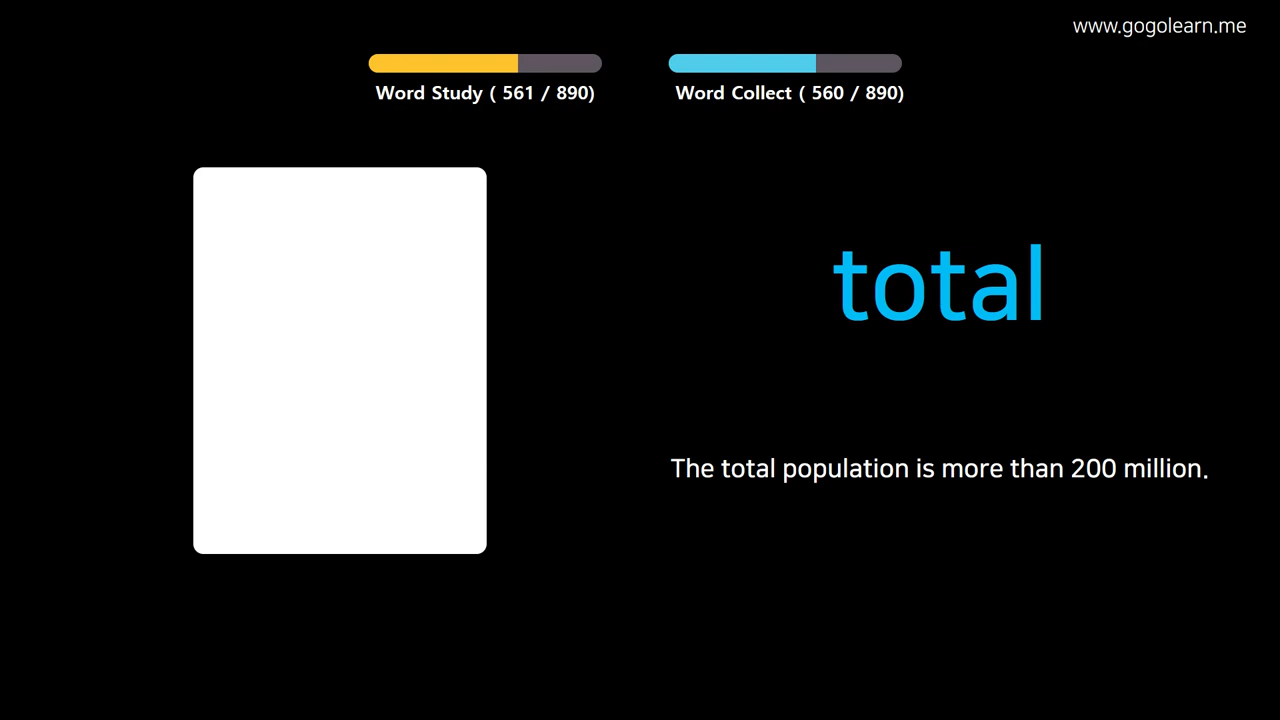 www.gogolearn.me
Word Study ( 561 / 890)
Word Collect ( 560 / 890)
total
The total population is more than 200 million.